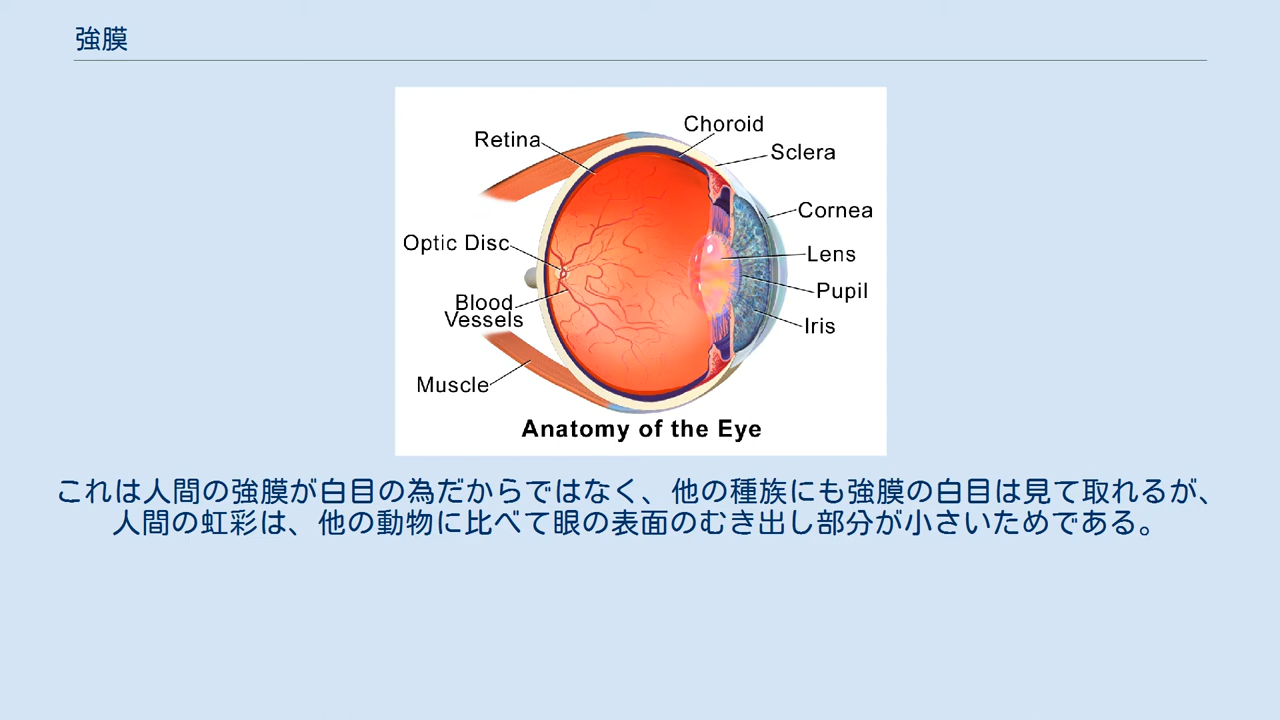 強膜
Choroid
Retina
Sclera
Cornea
Optic Disc
Lens
Pupil
Blood
Vessels
Iris
Muscle
Anatomy of the Eye
これは人間の強膜が白目の為だからではなく、他の種族にも強膜の白目は見て取れるが、
人間の虹彩は、他の動物に比べて眼の表面のむき出し部分が小さいためである。